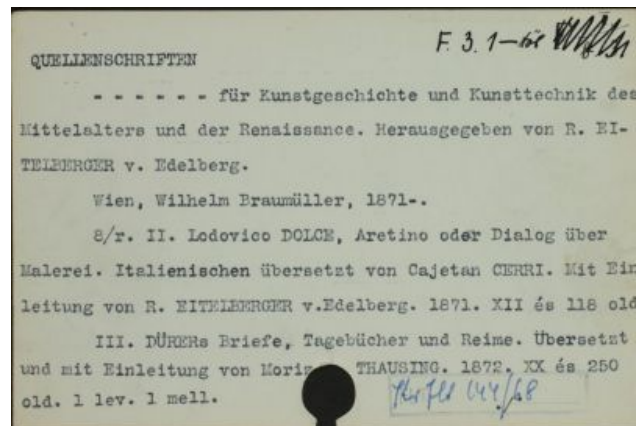 F. 3. 1-től
QUELLENSCHRIFTEN
- - - - - - für Kunstgeschichte und Kunsttechnik des
Mittelalters und der Renaissance. Herausgegeben von R. EI-
TELBERGER v. Edelberg.
Wien, Wilhelm Braumüller, 1871-.
8/r. II. Lodovico DOLCE, Aretino oder Dialog über
Malerei. Italienischen übersetzt von Cajetan CERRI. Mit Ein
leitung von R. EITELBERGER v.Edelberg. 1871. XII és 118 old
III. DÜRERs Briefe, Tagebücher und Reime. Übersetzt
und mit Einleitung von Moriz THAUSING. 1872. XX és 250
old. 1 lev. 1 mell.